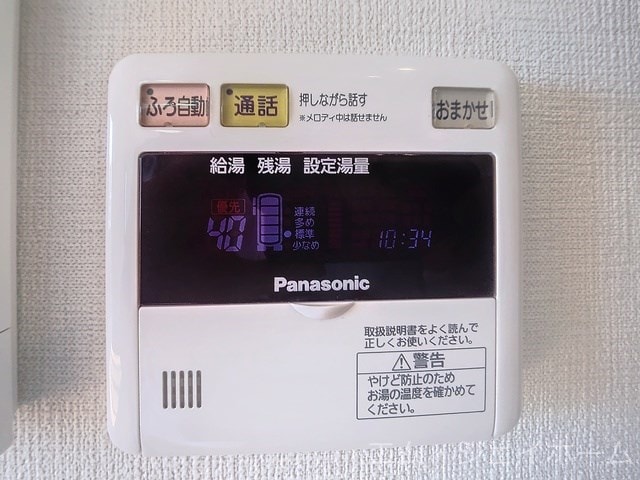 ふろ自動 通話 押しながら話す おまかせ
※メロディ中は話せません
給湯 残湯 設定湯量
優先
連続
多め
40 標準 10:34
少なめ
Panasonic
取扱説明書をよく読んで
正しくお使いください。
警告
やけど防止のため
お湯の温度を確かめて
ください。